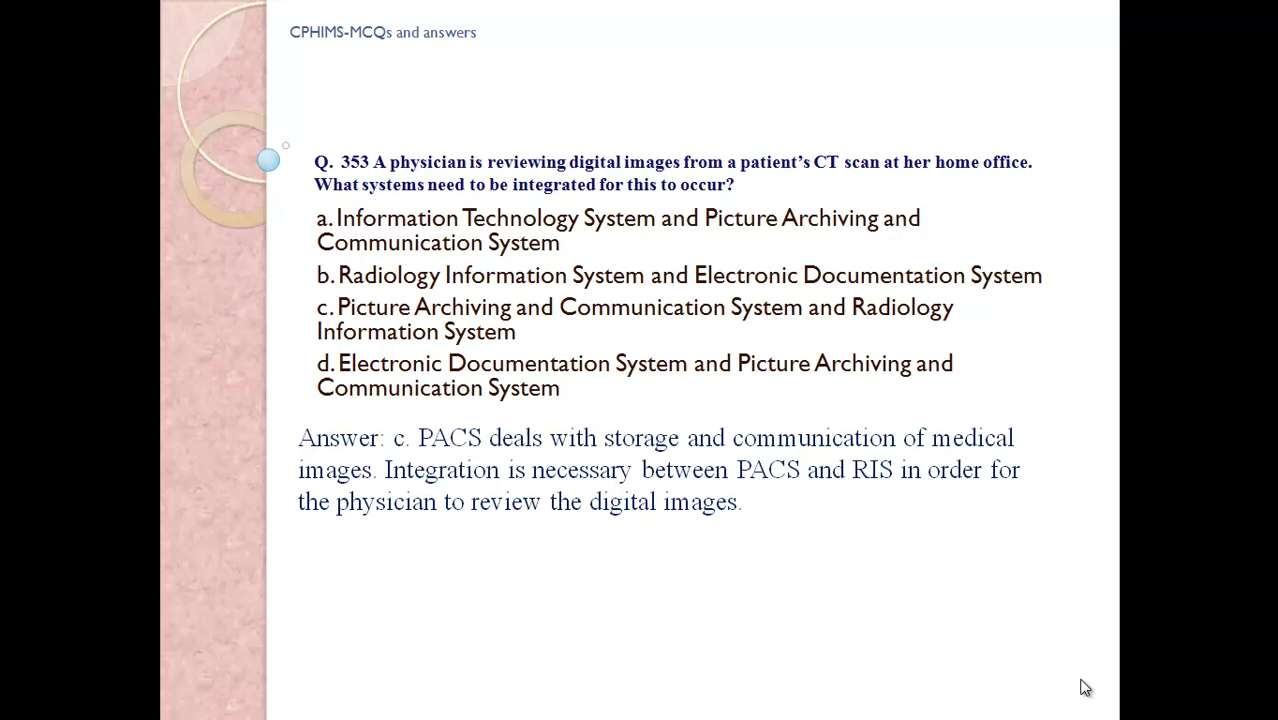 CPHIMS-MCQs and answers
Q. 353 A physician is reviewing digital images from a patient's CT scan at her home office.
What systems need to be integrated for this to occur?
a. Information Technology System and Picture Archiving and
Communication System
b. Radiology Information System and Electronic Documentation System
c. Picture Archiving and Communication System and Radiology
Information System
d. Electronic Documentation System and Picture Archiving and
Communication System
Answer: c. PACS deals with storage and communication of medical
images. Integration is necessary between PACS and RIS in order for
the physician to review the digital images.